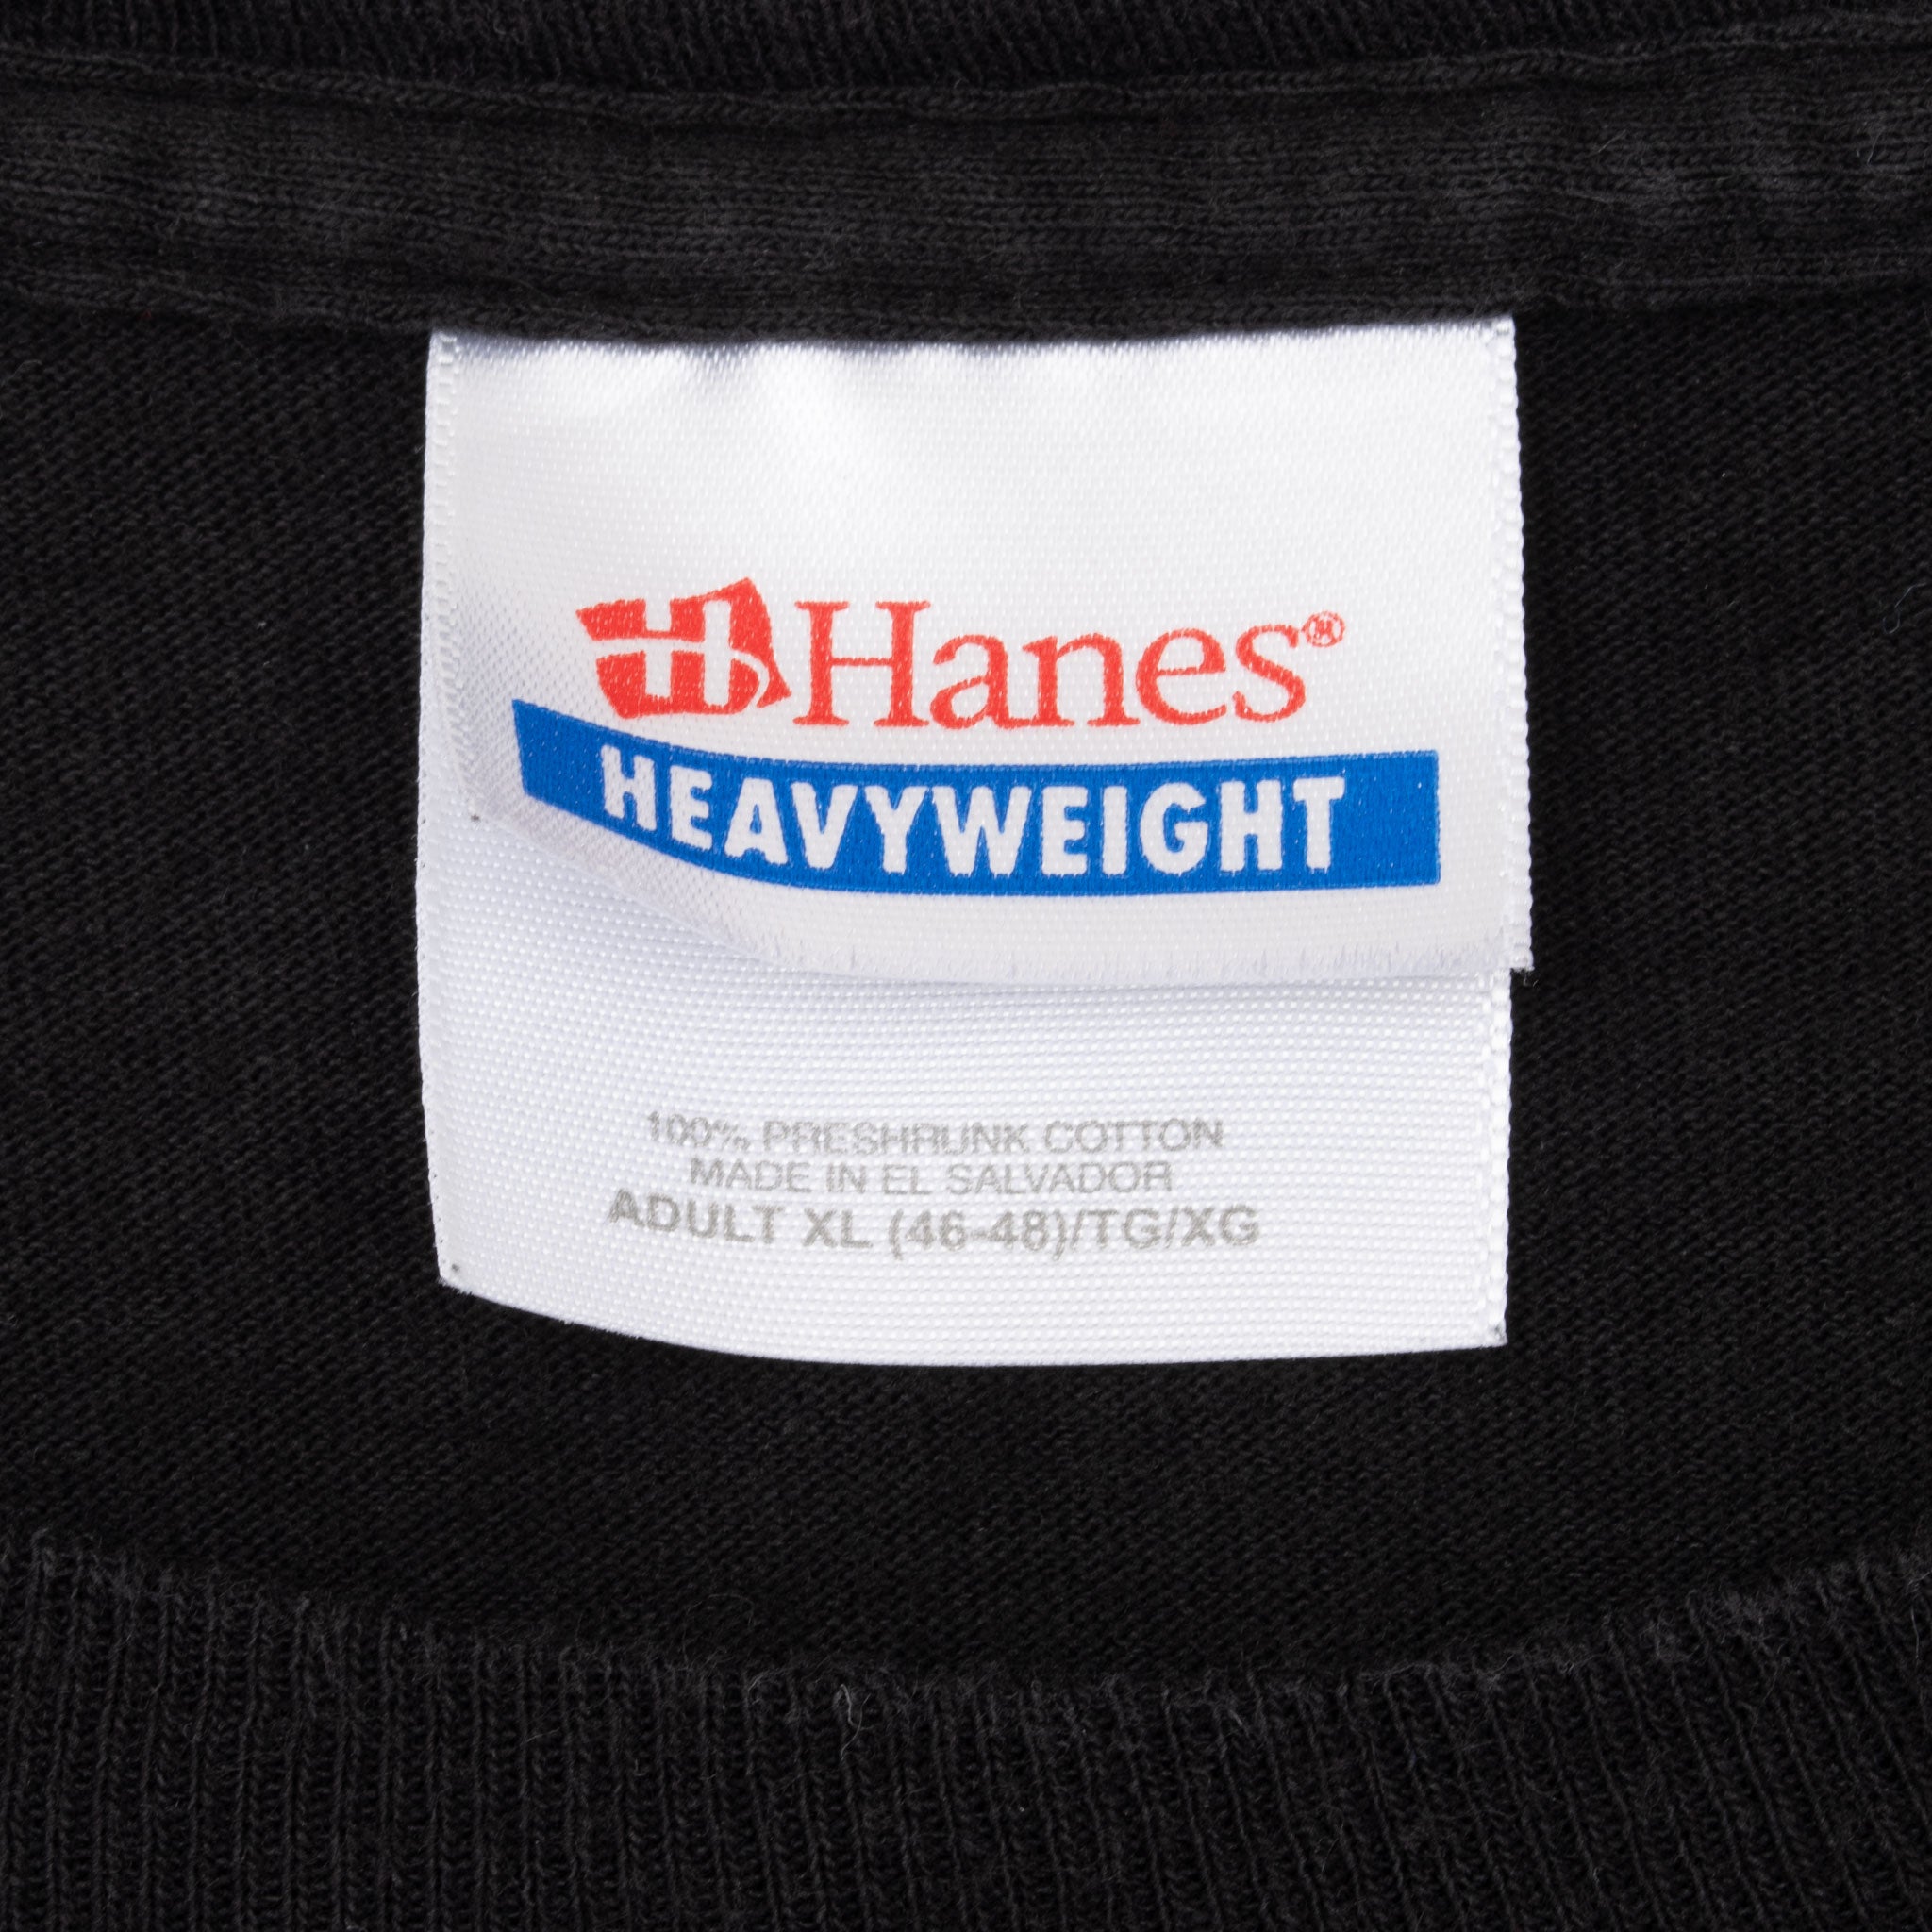 Hanes®
HEAVYWEIGHT
100% PRESHRUNK COTTON
MADE IN EL SALVADOR
ADULT XL (46-48)/TG/XG